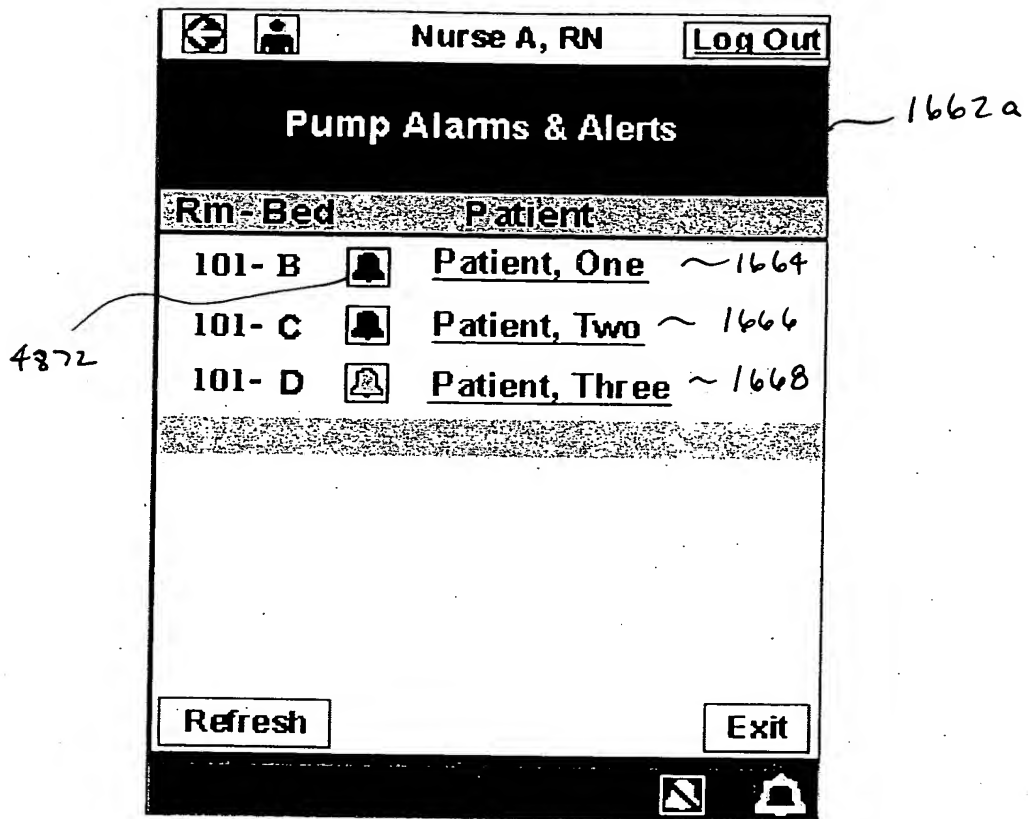 Nurse A, RN Log Out
1662a
Pump Alarms & Alerts
Rm - Bed Patient
101- B Patient, One ~1664
101- C Patient, Two ~ 1666
4872
101- D Patient, Three ~ 1668
Refresh Exit